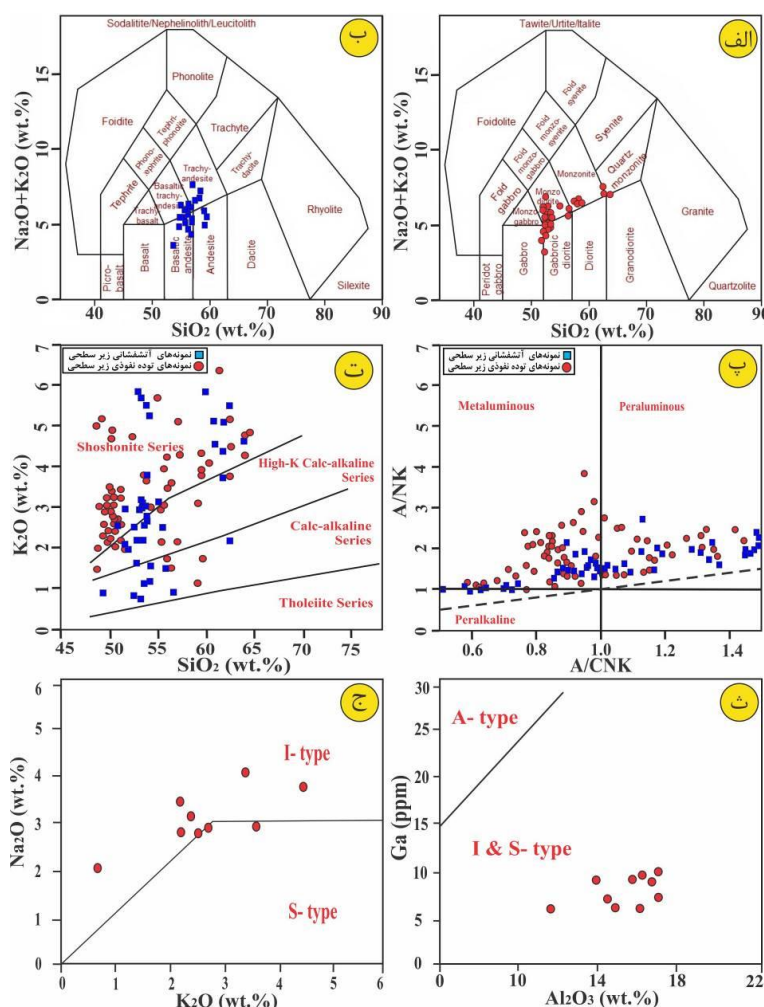 ب
Sodalitite/Nephelinolith/Leucitolith
Phonolite
Foidite
Tephri-
phonolite
Trachyte
Phono-
tephrite
Trachy-
andesite
Trachy-
dacite
Tephrite
Basaltic
trachy-
andesite
Trachy-
basalt
Rhyolite
Picro-
basalt
Basalt
Basaltic
andesite
Andesite
Dacite
Silexite
Na2O+K2O (wt.%)
0
5
10
15
40
50
60
70
80
90
SiO2 (wt.%)
الف
Tawite/Urtite/Italite
Foid
syenite
Foidolite
Foid
monzo-
syenite
Syenite
Foid
monzo-
gabbro
Monzonite
Quartz
monzonite
Foid
gabbro
Monzo
diorite
Monzo
gabbro
Granite
Peridot
gabbro
Gabbro
Gabbroic
diorite
Diorite
Granodiorite
Quartzolite
Na2O+K2O (wt.%)
0
5
10
15
40
50
60
70
80
90
SiO2 (wt.%)
ت
نمونه‌های آتشفشانی زیر سطحی
نمونه‌های توده نفوذی زیر سطحی
Shoshonite Series
High-K Calc-alkaline
Series
Calc-alkaline
Series
Tholeiite Series
K2O (wt.%)
0
1
2
3
4
5
6
7
45
50
55
60
65
70
75
SiO2 (wt.%)
پ
نمونه‌های آتشفشانی زیر سطحی
نمونه‌های توده نفوذی زیر سطحی
Metaluminous
Peraluminous
Peralkaline
A/NK
0
1
2
3
4
5
6
7
0.6
0.8
1.0
1.2
1.4
A/CNK
ج
I- type
S- type
Na2O (wt.%)
0
1
2
3
4
5
6
0
1
2
3
4
5
6
K2O (wt.%)
ث
A- type
I & S- type
Ga (ppm)
0
5
10
15
20
25
30
0
10
14
16
18
22
Al2O3 (wt.%)